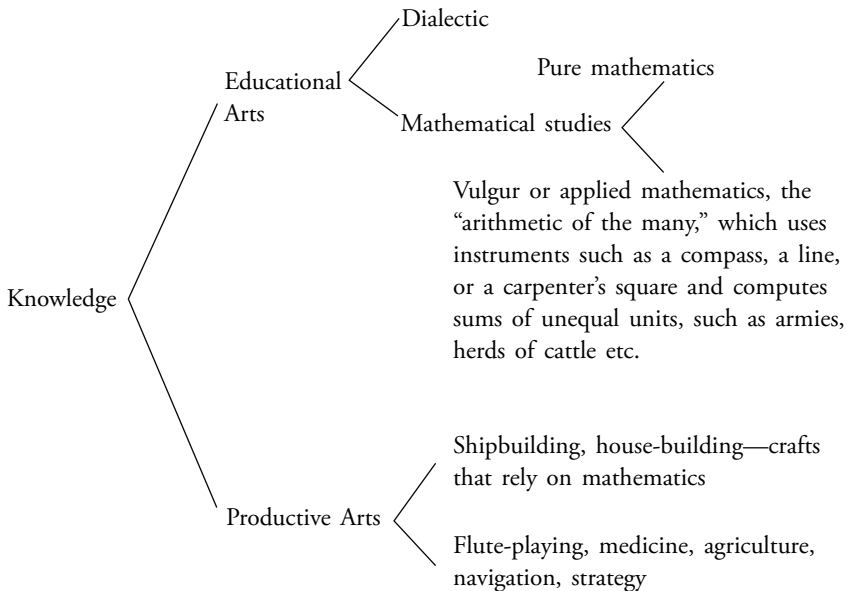 Dialectic
Pure mathematics
Educational
Arts
Mathematical studies
Vulgur or applied mathematics, the
“arithmetic of the many,” which uses
instruments such as a compass, a line,
or a carpenter’s square and computes
sums of unequal units, such as armies,
herds of cattle etc.
Knowledge
Shipbuilding, house-building—crafts
that rely on mathematics
Productive Arts
Flute-playing, medicine, agriculture,
navigation, strategy